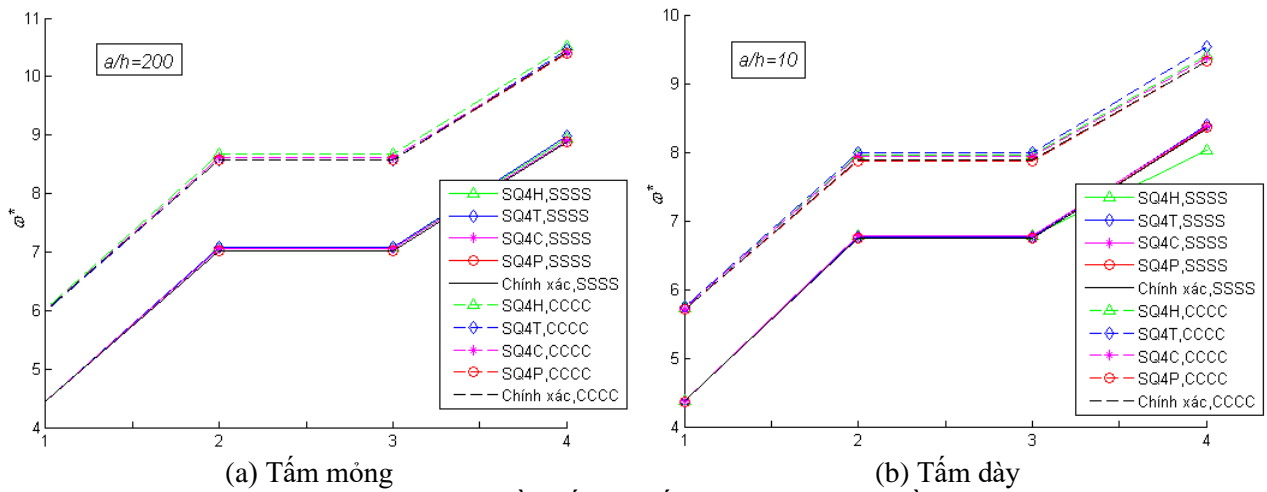 11
10
9
8
7
6
5
4
ϖ*
a/h=200
SQ4H,SSSS
SQ4T,SSSS
SQ4C,SSSS
SQ4P,SSSS
Chính xác,SSSS
SQ4H,CCCC
SQ4T,CCCC
SQ4C,CCCC
SQ4P,CCCC
Chính xác,CCCC
1 2 3 4
(a) Tấm mỏng
10
9
8
7
6
5
4
ϖ*
a/h=10
SQ4H,SSSS
SQ4T,SSSS
SQ4C,SSSS
SQ4P,SSSS
Chính xác,SSSS
SQ4H,CCCC
SQ4T,CCCC
SQ4C,CCCC
SQ4P,CCCC
Chính xác,CCCC
1 2 3 4
(b) Tấm dày